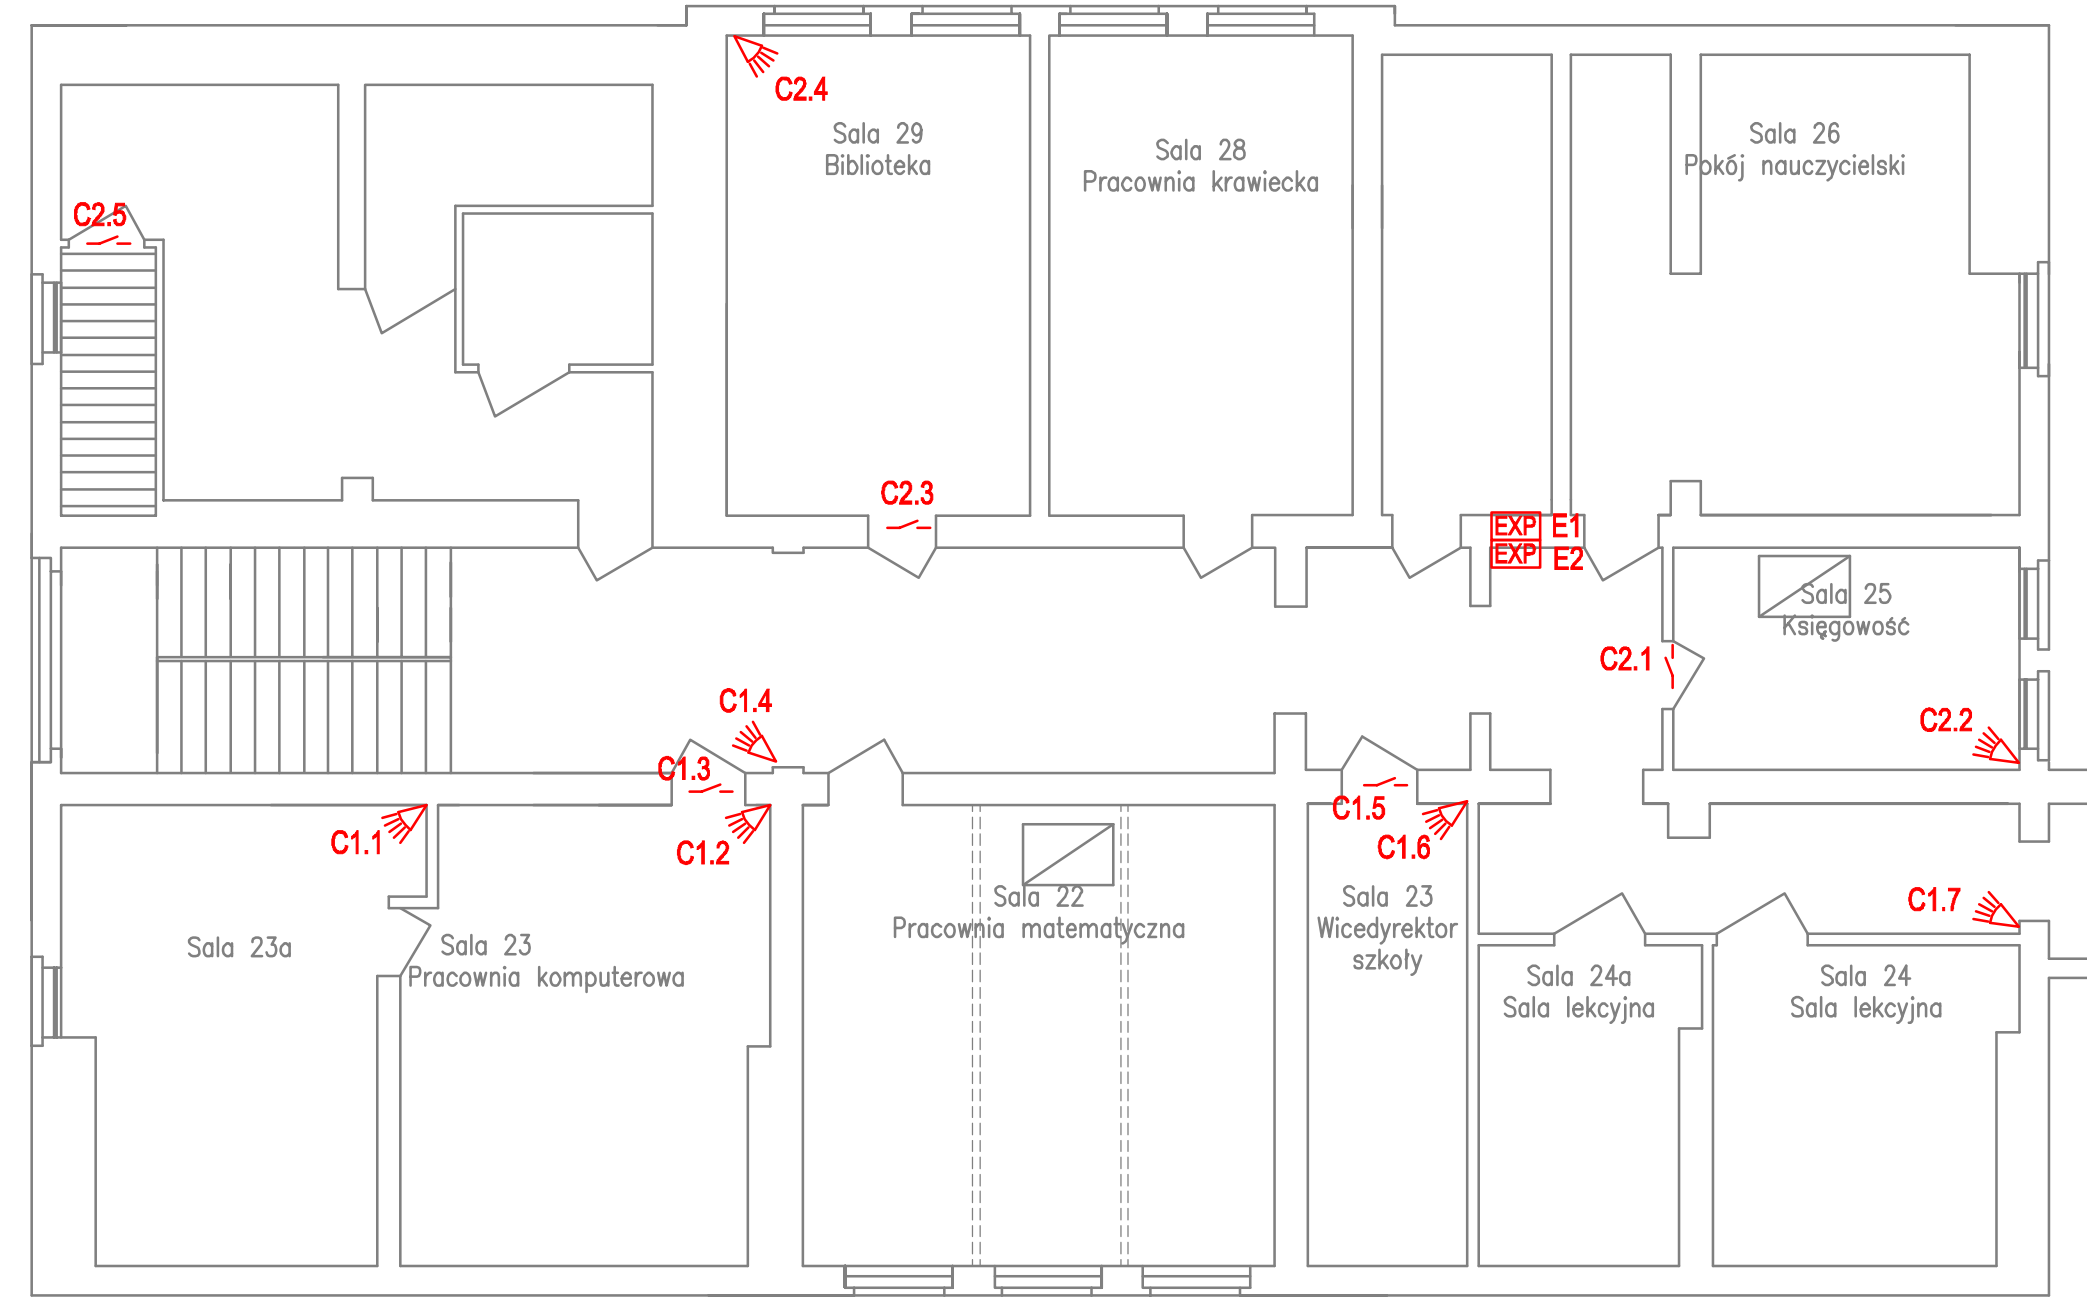 C2.4
Sala 29
Biblioteka
Sala 28
Pracownia krawiecka
Sala 26
Pokój nauczycielski
C2.5
C2.3
EXP E1
EXP E2
Sala 25
Księgowość
C2.1
C2.2
C1.4
C1.3
C1.5
C1.1
C1.2
C1.6
Sala 22
Pracownia matematyczna
Sala 23
Wicedyrektor
szkoły
C1.7
Sala 23a
Sala 23
Pracownia komputerowa
Sala 24a
Sala lekcyjna
Sala 24
Sala lekcyjna